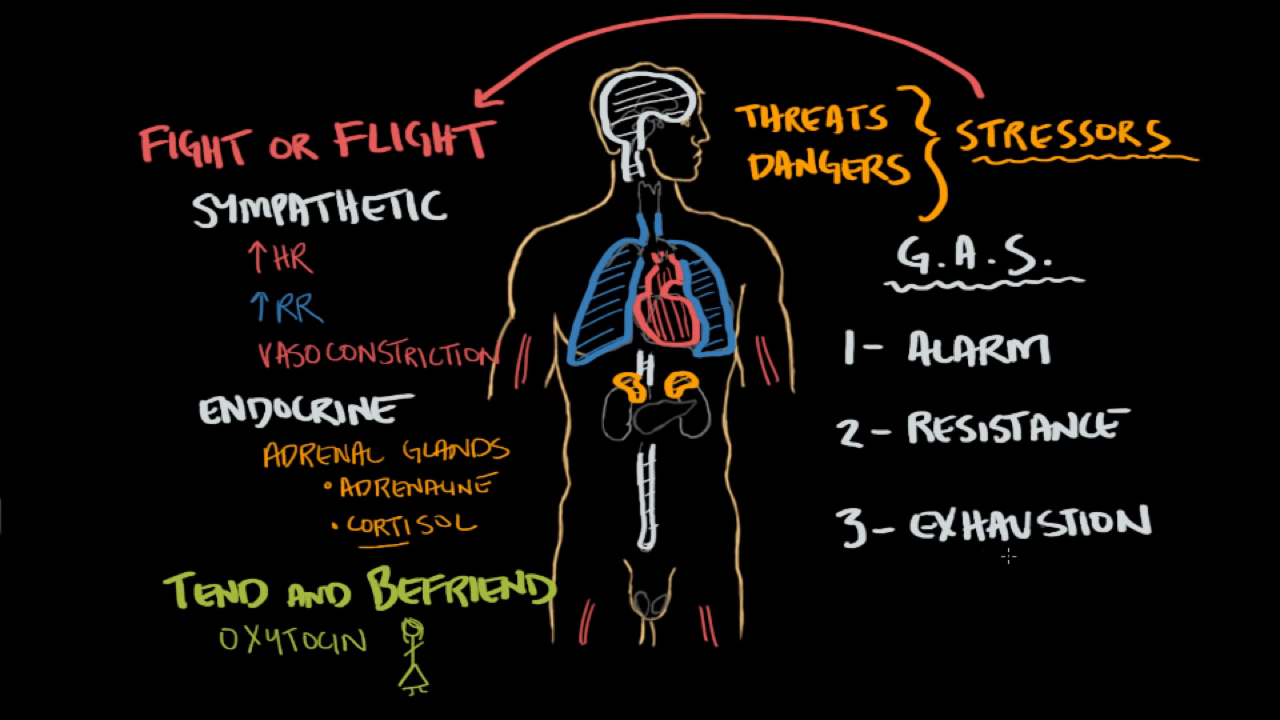 FIGHT OR FLIGHT
SYMPATHETIC
↑HR
↑RR
VASOCONSTRICTION
ENDOCRINE
ADRENAL GLANDS
• ADRENALINE
• CORTISOL
TEND AND BEFRIEND
OXYTOCIN
THREATS
DANGERS
STRESSORS
G.A.S.
1- ALARM
2- RESISTANCE
3- EXHAUSTION